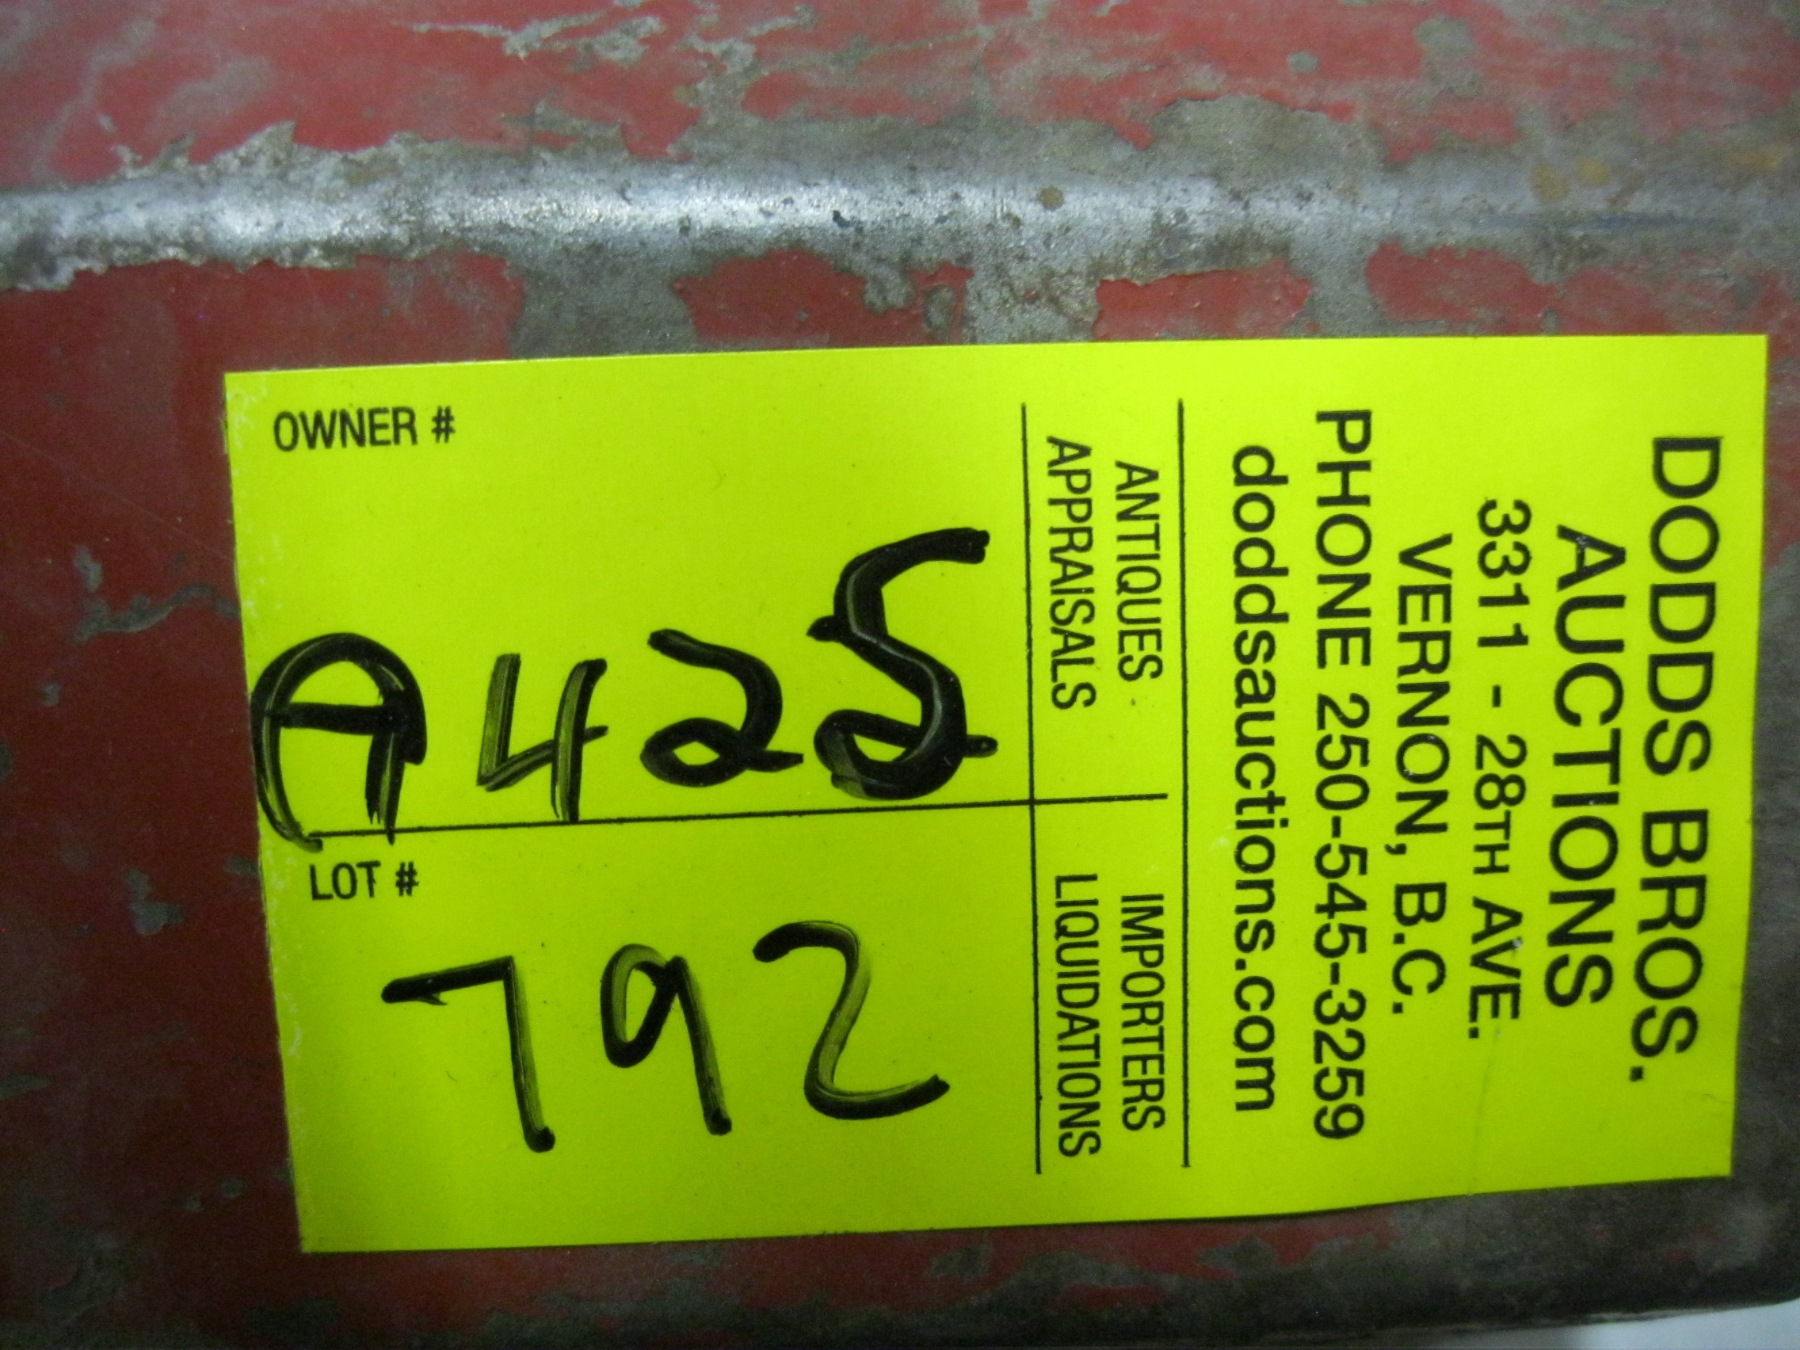 DODDS BROS.
AUCTIONS
3311 - 28TH AVE.
VERNON, B.C.
PHONE 250-545-3259
doddsauctions.com
ANTIQUES
APPRAISALS
IMPORTERS
LIQUIDATIONS
OWNER #
A425
LOT #
792